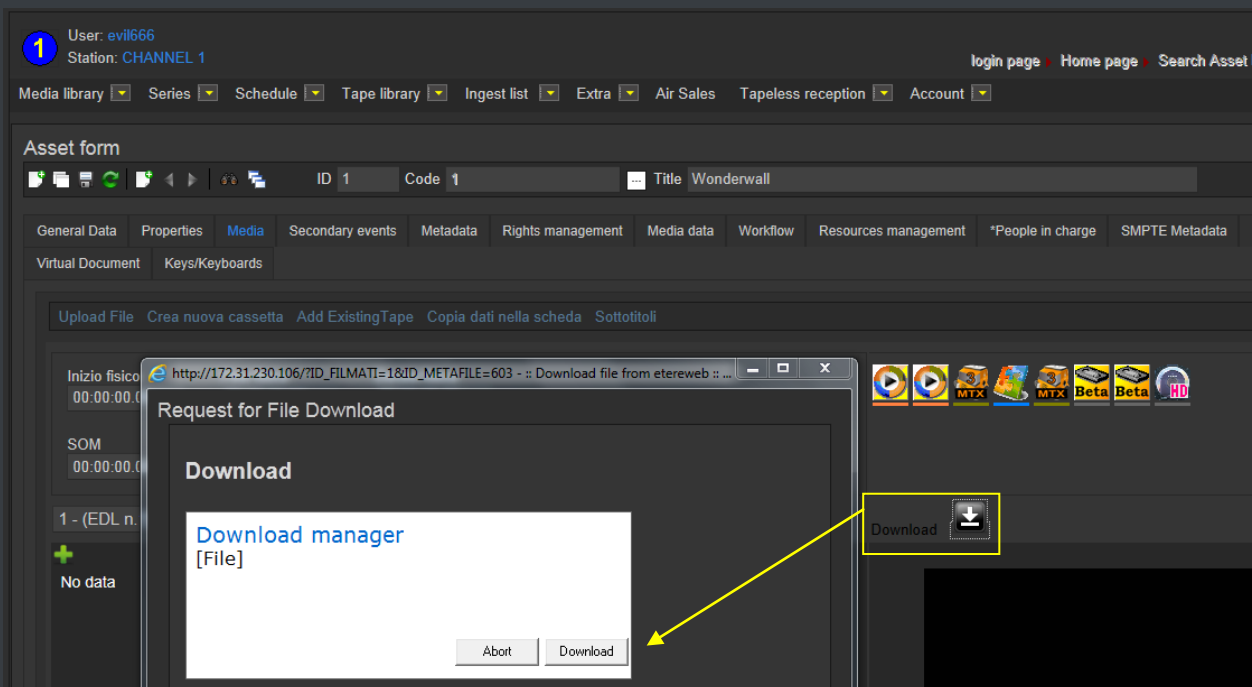 1
User: evil666
Station: CHANNEL 1
login page Home page Search Asset
Media library Series Schedule Tape library Ingest list Extra Air Sales Tapeless reception Account
Asset form
ID 1 Code 1 ... Title Wonderwall
General Data Properties Media Secondary events Metadata Rights management Media data Workflow Resources management *People in charge SMPTE Metadata
Virtual Document Keys/Keyboards
Upload File Crea nuova cassetta Add ExistingTape Copia dati nella scheda Sottotitoli
Inizio fisico
00:00:00.0
SOM
00:00:00.0
1 - (EDL n.
No data
http://172.31.230.106/?ID_FILMATI=1&ID_METAFILE=603 - :: Download file from etereweb :: ...
Request for File Download
Download
Download manager
[File]
Abort Download
MTX MTX Beta Beta HD
Download